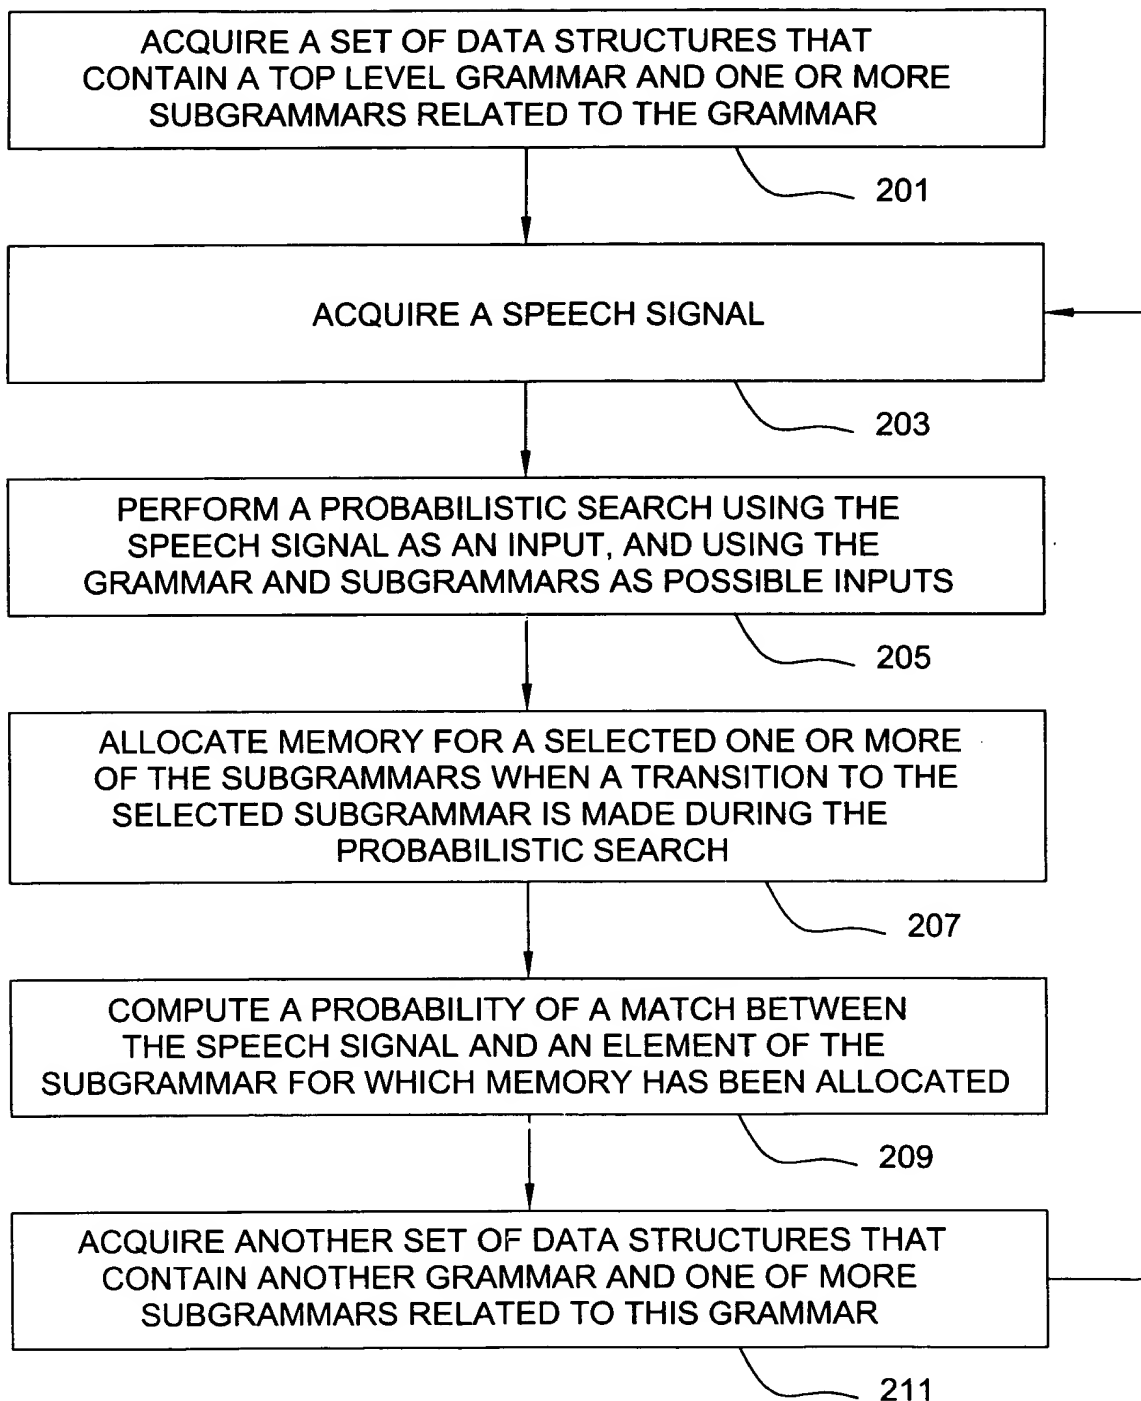 ACQUIRE A SET OF DATA STRUCTURES THAT
CONTAIN A TOP LEVEL GRAMMAR AND ONE OR MORE
SUBGRAMMARS RELATED TO THE GRAMMAR
201
ACQUIRE A SPEECH SIGNAL
203
PERFORM A PROBABILISTIC SEARCH USING THE
SPEECH SIGNAL AS AN INPUT, AND USING THE
GRAMMAR AND SUBGRAMMARS AS POSSIBLE INPUTS
205
ALLOCATE MEMORY FOR A SELECTED ONE OR MORE
OF THE SUBGRAMMARS WHEN A TRANSITION TO THE
SELECTED SUBGRAMMAR IS MADE DURING THE
PROBABILISTIC SEARCH
207
COMPUTE A PROBABILITY OF A MATCH BETWEEN
THE SPEECH SIGNAL AND AN ELEMENT OF THE
SUBGRAMMAR FOR WHICH MEMORY HAS BEEN ALLOCATED
209
ACQUIRE ANOTHER SET OF DATA STRUCTURES THAT
CONTAIN ANOTHER GRAMMAR AND ONE OF MORE
SUBGRAMMARS RELATED TO THIS GRAMMAR
211